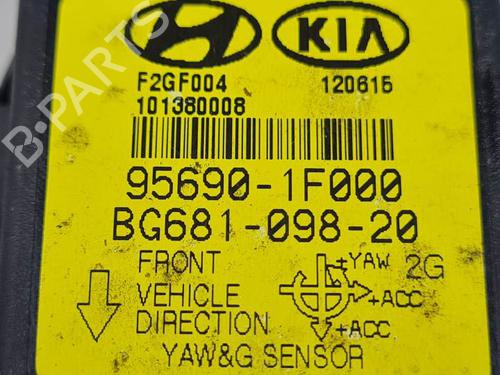 KIA
F2GF004 120615
101380008
95690-1F000
BG681-098-20
FRONT
VEHICLE
DIRECTION
+YAW 2G
+ACC
+ACC
YAW&G SENSOR
B-PARTS